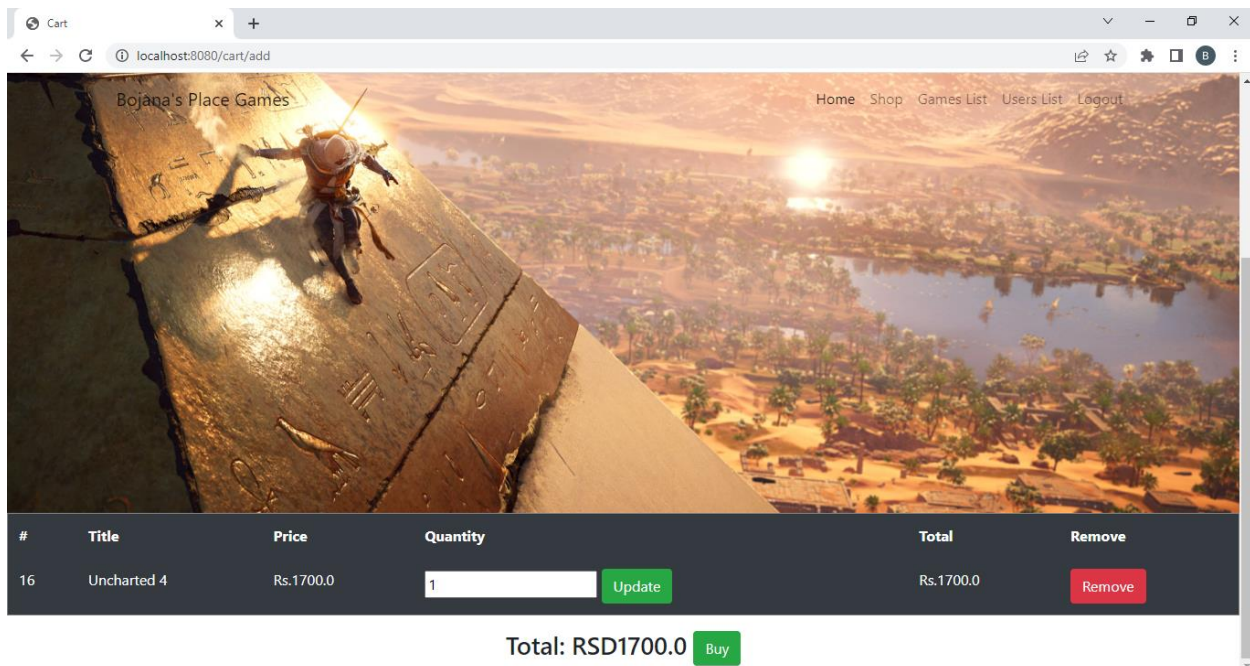 Cart
localhost:8080/cart/add
B
Bojana's Place Games
Home Shop Games List Users List Logout
# Title Price Quantity Total Remove
16 Uncharted 4 Rs.1700.0 1 Update Rs.1700.0 Remove
Total: RSD1700.0 Buy